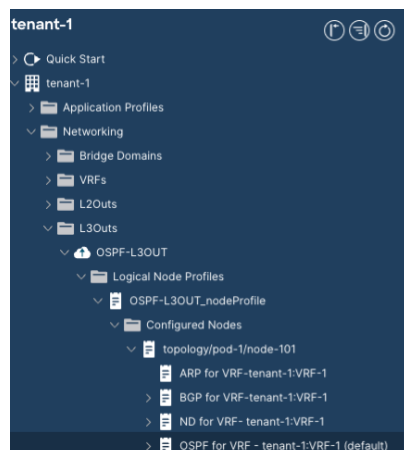 tenant-1
Quick Start
tenant-1
Application Profiles
Networking
Bridge Domains
VRFs
L2Outs
L3Outs
OSPF-L3OUT
Logical Node Profiles
OSPF-L3OUT_nodeProfile
Configured Nodes
topology/pod-1/node-101
ARP for VRF-tenant-1:VRF-1
BGP for VRF-tenant-1:VRF-1
ND for VRF- tenant-1:VRF-1
OSPF for VRF - tenant-1:VRF-1 (default)